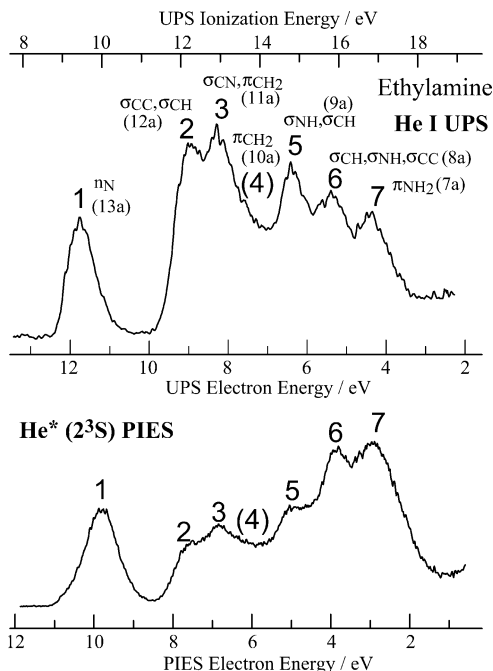 UPS Ionization Energy / eV
8 10 12 14 16 18
Ethylamine
He I UPS
σCN,πCH2
(11a)
σCC,σCH
(12a)
2
3
πCH2
(10a)
(4)
(9a)
σNH,σCH
5
σCH,σNH,σCC (8a)
6
7
πNH2 (7a)
1
nN
(13a)
12 10 8 6 4 2
UPS Electron Energy / eV
He* (2³S) PIES
1
2
3
(4)
5
6
7
12 10 8 6 4 2
PIES Electron Energy / eV